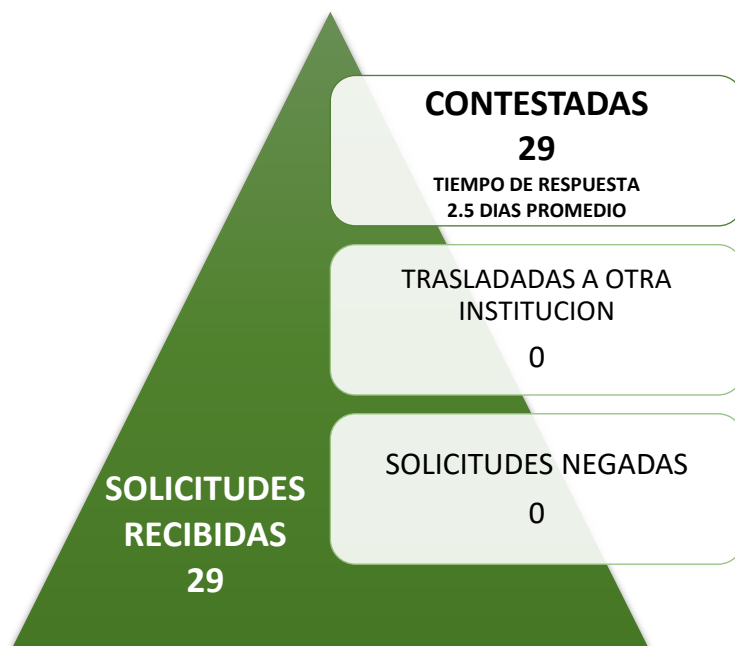 CONTESTADAS
29
TIEMPO DE RESPUESTA
2.5 DIAS PROMEDIO
TRASLADADAS A OTRA
INSTITUCION
0
SOLICITUDES NEGADAS
0
SOLICITUDES
RECIBIDAS
29